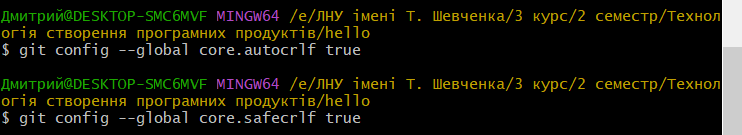 Дмитрий@DESKTOP-SMC6MVF MINGW64 /e/ЛНУ імені Т. Шевченка/3 курс/2 семестр/Технол
огія створення програмних продуктів/hello
$ git config --global core.autocrlf true
Дмитрий@DESKTOP-SMC6MVF MINGW64 /e/ЛНУ імені Т. Шевченка/3 курс/2 семестр/Технол
огія створення програмних продуктів/hello
$ git config --global core.safecrlf true